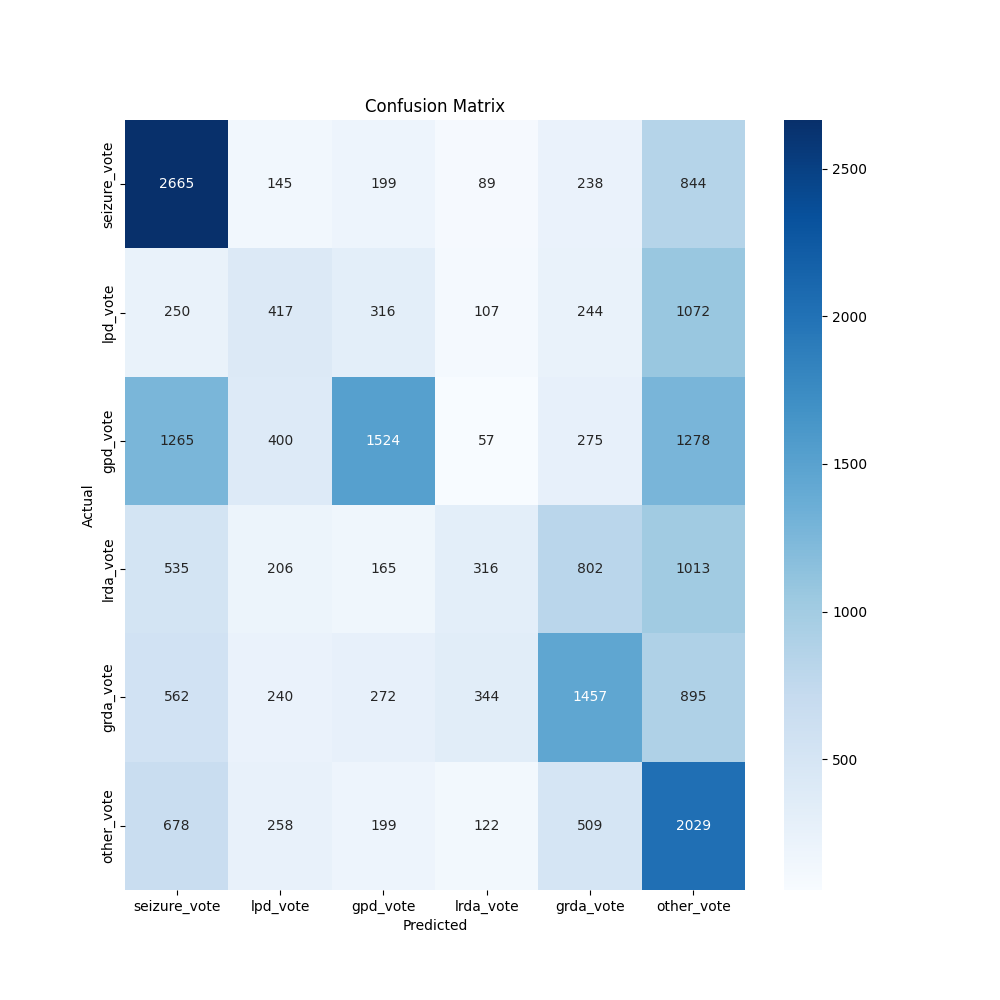 Confusion Matrix
seizure_vote 2665 145 199 89 238 844
lpd_vote 250 417 316 107 244 1072
gpd_vote 1265 400 1524 57 275 1278
lrda_vote 535 206 165 316 802 1013
grda_vote 562 240 272 344 1457 895
other_vote 678 258 199 122 509 2029
Actual
seizure_vote lpd_vote gpd_vote lrda_vote grda_vote other_vote
Predicted
2500
2000
1500
1000
500